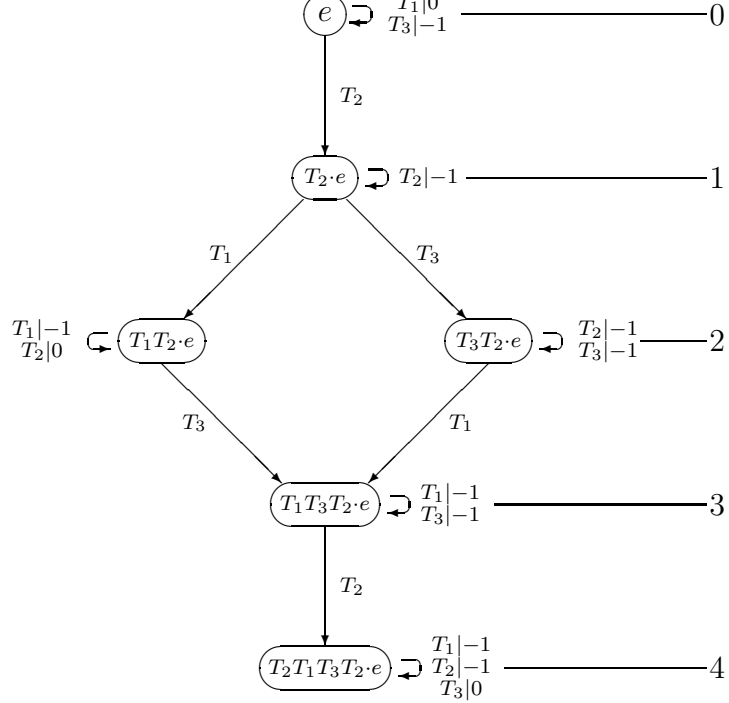 e T₁|0 0
T₃|−1
T₂
T₂·e T₂|−1 1
T₁ T₃
T₁|−1 T₁T₂·e T₃T₂·e T₂|−1 2
T₂|0 T₃|−1
T₃ T₁
T₁T₃T₂·e T₁|−1 3
T₃|−1
T₂
T₁|−1
T₂T₁T₃T₂·e T₂|−1 4
T₃|0